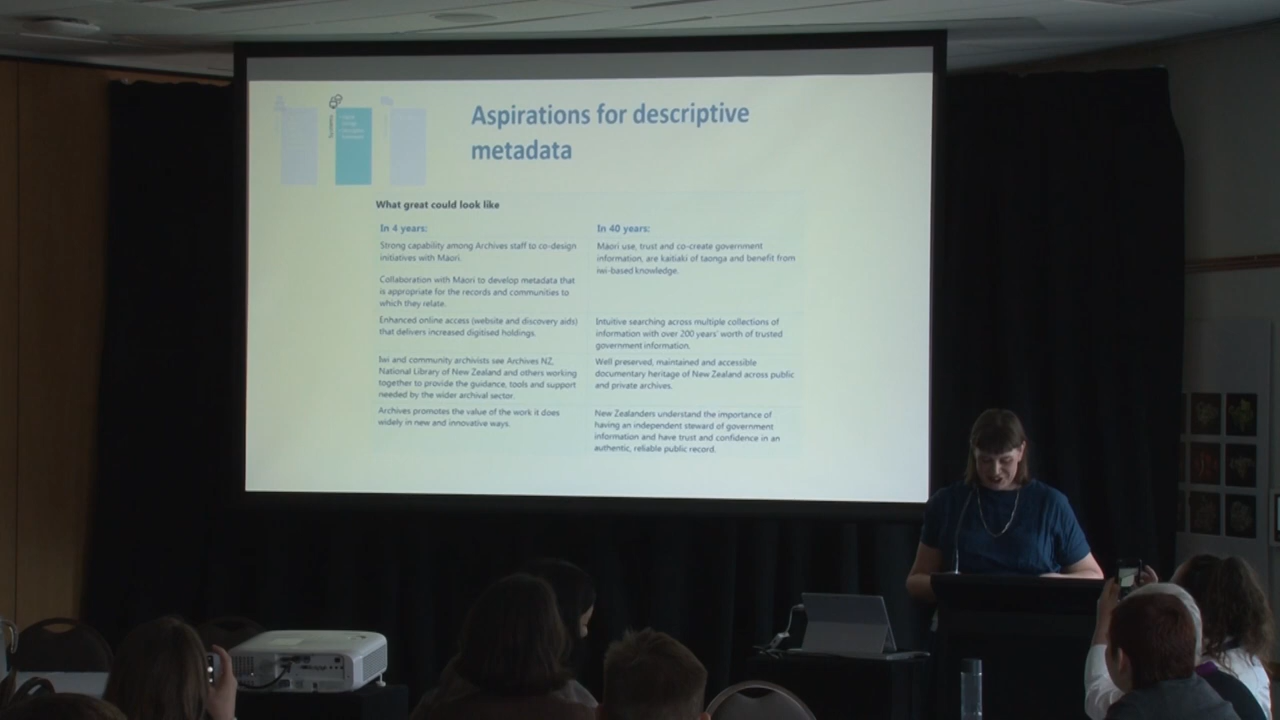 Aspirations for descriptive
metadata
What great could look like
In 4 years:
Strong capability among Archives staff to co-design
initiatives with Māori.
Collaboration with Māori to develop metadata that
is appropriate for the records and communities to
which they relate.
Enhanced online access (website and discovery aids)
that delivers increased digitised holdings.
Iwi and community archivists see Archives NZ,
National Library of New Zealand and others working
together to provide the guidance, tools and support
needed by the wider archival sector.
Archives promotes the value of the work it does
widely in new and innovative ways.
In 40 years:
Māori use, trust and co-create government
information, are kaitiaki of taonga and benefit from
iwi-based knowledge.
Intuitive searching across multiple collections of
information with over 200 years' worth of trusted
government information.
Well preserved, maintained and accessible
documentary heritage of New Zealand across public
and private archives.
New Zealanders understand the importance of
having an independent steward of government
information and have trust and confidence in an
authentic, reliable public record.